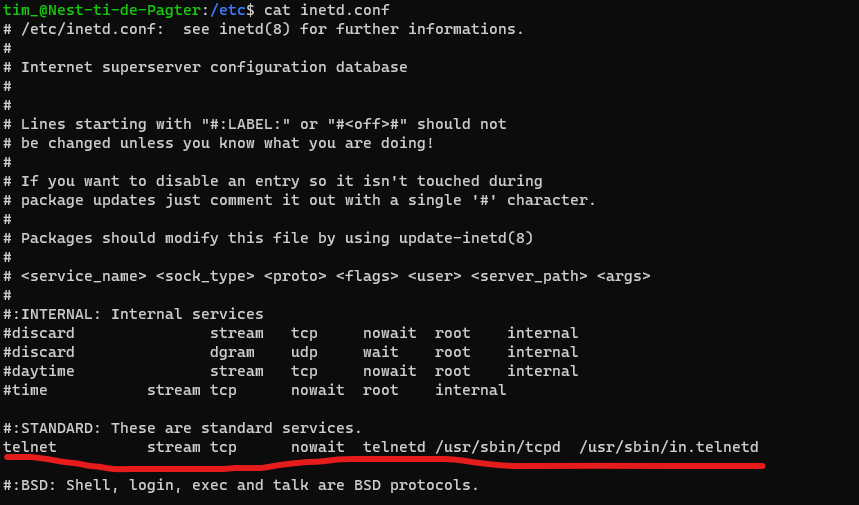 tim_@Nest-ti-de-Pagter:/etc$ cat inetd.conf
# /etc/inetd.conf:  see inetd(8) for further informations.
#
# Internet superserver configuration database
#
#
# Lines starting with "#:LABEL:" or "#<off>#" should not
# be changed unless you know what you are doing!
#
# If you want to disable an entry so it isn't touched during
# package updates just comment it out with a single '#' character.
#
# Packages should modify this file by using update-inetd(8)
#
# <service_name> <sock_type> <proto> <flags> <user> <server_path> <args>
#
#:INTERNAL: Internal services
#discard               stream   tcp     nowait  root    internal
#discard               dgram    udp     wait    root    internal
#daytime               stream   tcp     nowait  root    internal
#time           stream tcp      nowait  root    internal

#:STANDARD: These are standard services.
telnet          stream tcp      nowait  telnetd /usr/sbin/tcpd  /usr/sbin/in.telnetd

#:BSD: Shell, login, exec and talk are BSD protocols.